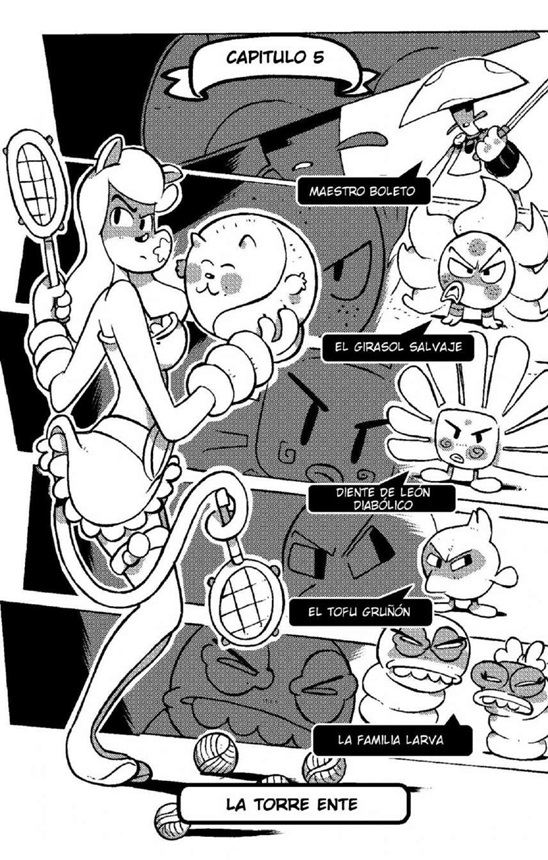 CAPITULO 5
MAESTRO BOLETO
EL GIRASOL SALVAJE
DIENTE DE LEÓN
DIABÓLICO
EL TOFU GRUÑÓN
LA FAMILIA LARVA
LA TORRE ENTE